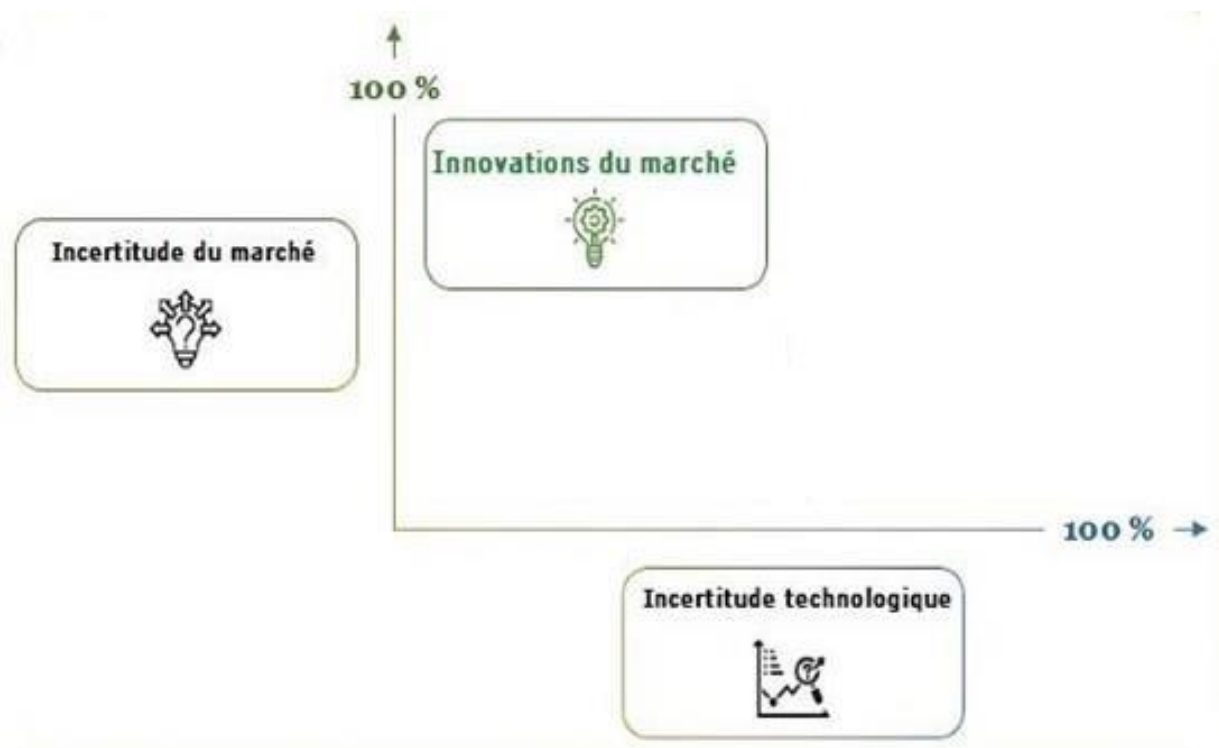 100 %
Innovations du marché
Incertitude du marché
100 %
Incertitude technologique